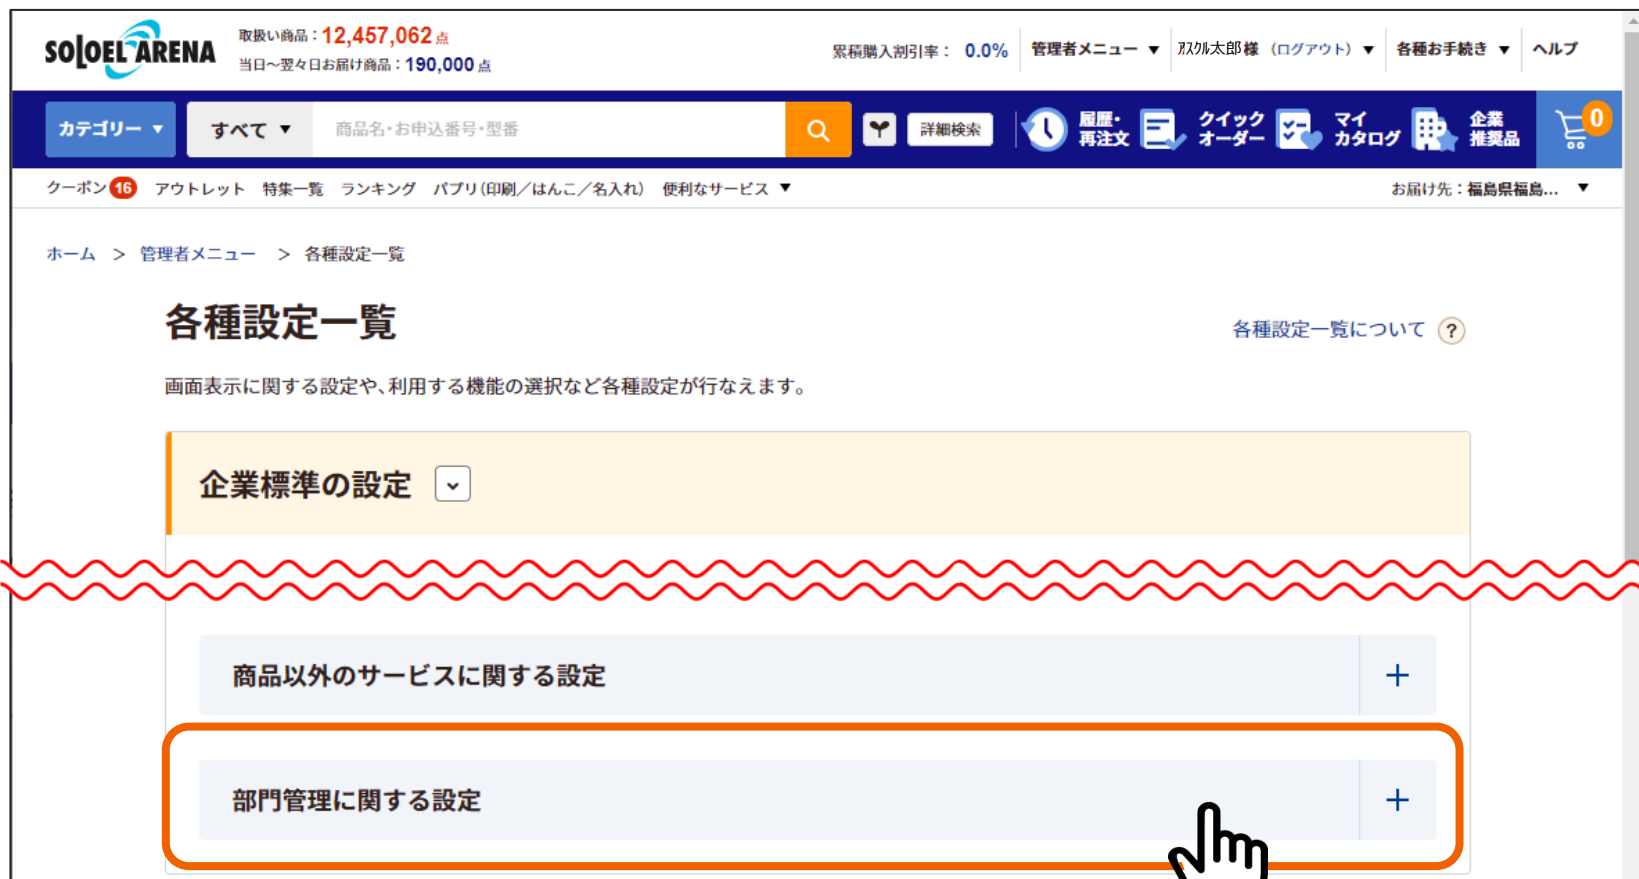 SOLOEL ARENA
取扱い商品：12,457,062点
当日〜翌々日お届け商品：190,000点
累積購入割引率： 0.0%
管理者メニュー ▼
ｱｽｸﾙ太郎様 （ログアウト） ▼
各種お手続き ▼
ヘルプ
カテゴリー ▼
すべて ▼
商品名・お申込番号・型番
詳細検索
履歴・
再注文
クイック
オーダー
マイ
カタログ
企業
推奨品
0
クーポン 16 アウトレット 特集一覧 ランキング パプリ（印刷／はんこ／名入れ） 便利なサービス ▼
お届け先：福島県福島... ▼
ホーム > 管理者メニュー > 各種設定一覧
各種設定一覧
各種設定一覧について ?
画面表示に関する設定や、利用する機能の選択など各種設定が行なえます。
企業標準の設定
商品以外のサービスに関する設定 +
部門管理に関する設定 +